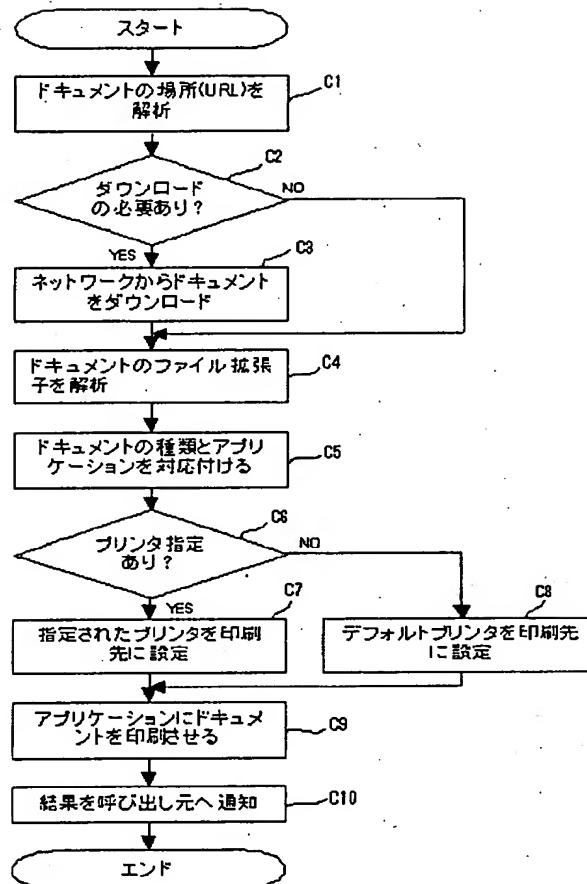 スタート
ドキュメントの場所(URL)を
解析
C1
C2
ダウンロード
の必要あり?
NO
YES
C3
ネットワークからドキュメント
をダウンロード
ドキュメントのファイル拡張
子を解析
C4
ドキュメントの種類とアプリ
ケーションを対応付ける
C5
C6
プリンタ指定
あり?
NO
YES
C7
指定されたプリンタを印刷
先に設定
C8
デフォルトプリンタを印刷先
に設定
アプリケーションにドキュメ
ントを印刷させる
C9
結果を呼び出し元へ通知
C10
エンド